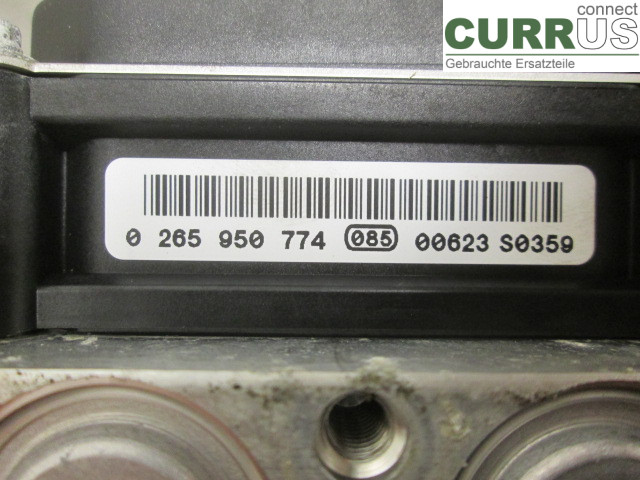 connect
CURRUS
Gebrauchte Ersatzteile
0 265 950 774 085 00623 S0359